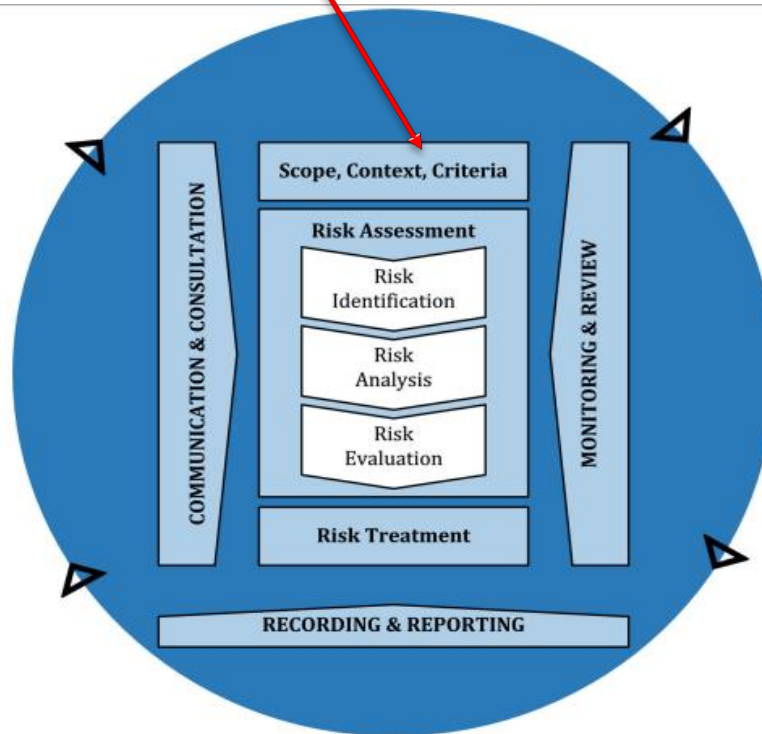 Scope, Context, Criteria
Risk Assessment
Risk
Identification
Risk
Analysis
Risk
Evaluation
Risk Treatment
COMMUNICATION & CONSULTATION
MONITORING & REVIEW
RECORDING & REPORTING